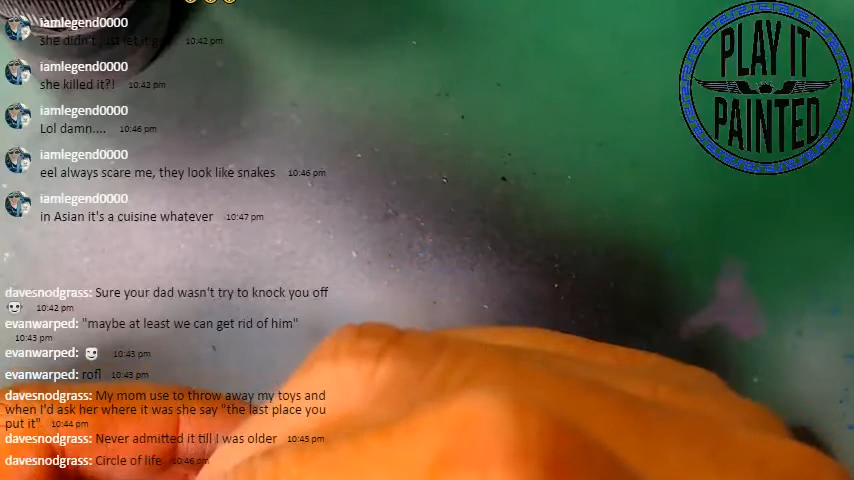 iamlegend0000
she didn't just let it go 10:42 pm
iamlegend0000
she killed it?! 10:42 pm
iamlegend0000
Lol damn.... 10:46 pm
iamlegend0000
eel always scare me, they look like snakes 10:46 pm
iamlegend0000
in Asian it's a cuisine whatever 10:47 pm
davesnodgrass: Sure your dad wasn't try to knock you off
10:42 pm
evanwarped: "maybe at least we can get rid of him"
10:43 pm
evanwarped: 10:43 pm
evanwarped: rofl 10:43 pm
davesnodgrass: My mom use to throw away my toys and
when I'd ask her where it was she say "the last place you
put it" 10:44 pm
davesnodgrass: Never admitted it till I was older 10:45 pm
davesnodgrass: Circle of life 10:46 pm
PLAY IT
PAINTED